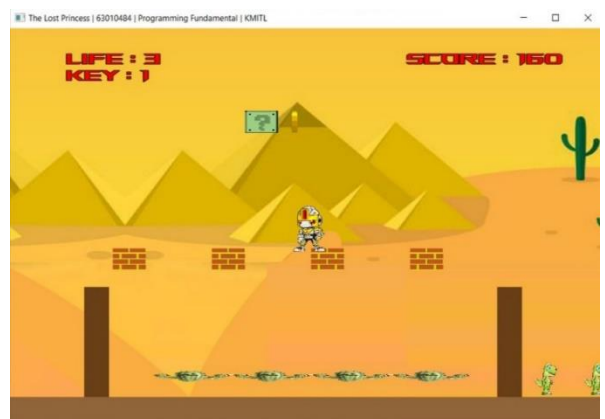 The Lost Princess | 63010484 | Programming Fundamental | KMITL
LIFE : 3
SCORE : 160
KEY : 1
?